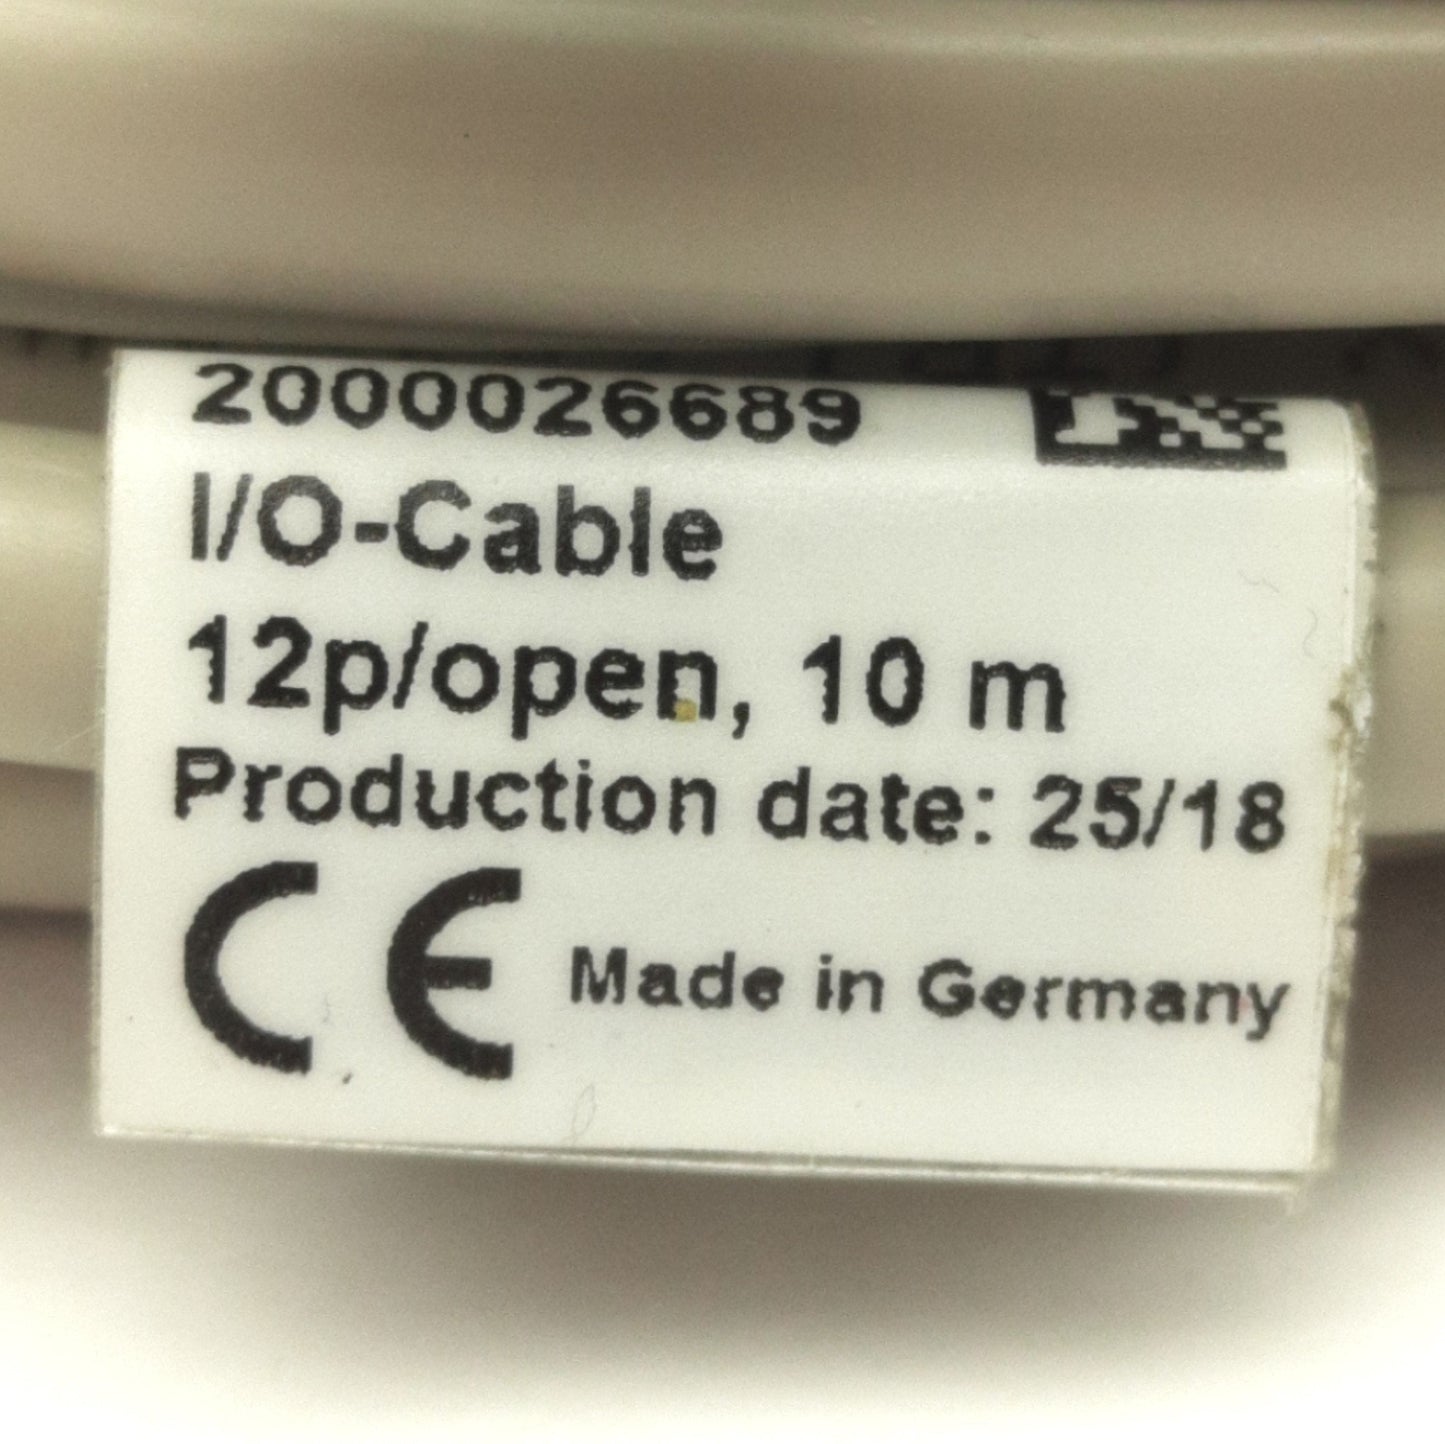 2000026689
I/O-Cable
12p/open, 10 m
Production date: 25/18
CE Made in Germany